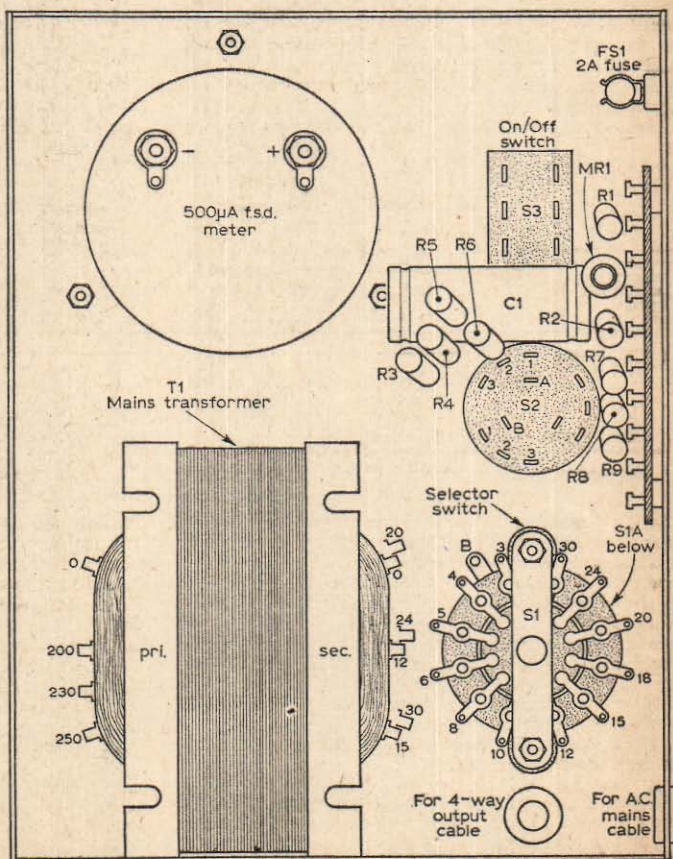 FS1
2A fuse
On/Off
switch
MR1
S3
R1
-
+
500μA f.s.d.
meter
R5
R6
C1
R2
R3
R4
R7
1
2
3
A
S2
B
1
2
3
R8
R9
T1
Mains transformer
Selector
switch
S1A
below
0
200
230
250
pri.
sec.
20
0
24
12
30
15
B
3
30
4
24
5
S1
20
6
18
8
15
10
12
For 4-way
output
cable
For A.C.
mains
cable